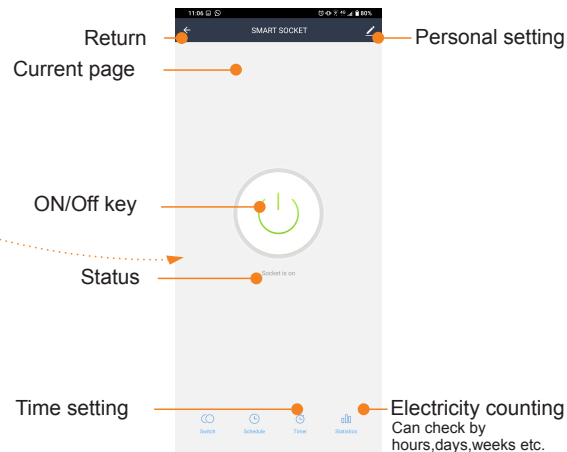 11:06 4G 80%
Return
SMART SOCKET
Personal setting
Current page
ON/Off key
Status
Socket is on
Time setting
Electricity counting
Can check by
hours,days,weeks etc.
Switch Schedule Timer Statistics